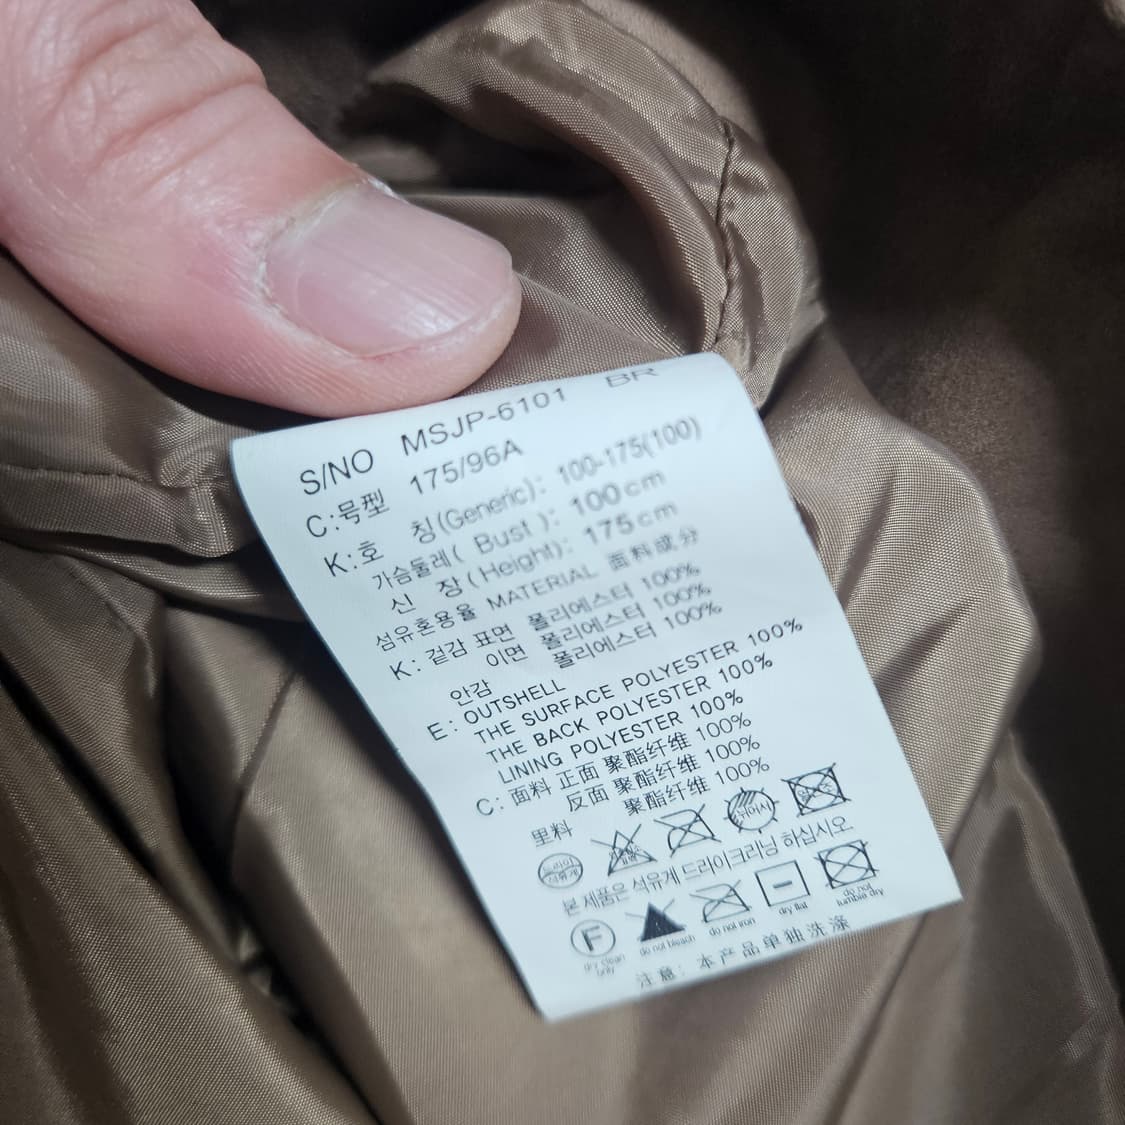 S/NO MSJP-6101 BR
C:号型 175/96A
K:호 칭(Generic): 100-175(100)
가슴둘레( Bust ): 100cm
신 장(Height): 175cm
섬유혼용율 MATERIAL 面料成分
K: 겉감 표면 폴리에스터 100%
이면 폴리에스터 100%
안감 폴리에스터 100%
E: OUTSHELL
THE SURFACE POLYESTER 100%
THE BACK POLYESTER 100%
LINING POLYESTER 100%
C: 面料 正面 聚酯纤维 100%
反面 聚酯纤维 100%
里料 聚酯纤维 100%
드라이 석유계
본 제품은 석유계 드라이크리닝 하십시오
F
dry clean only
do not bleach
do not iron
dry flat
do not tumble dry
注意: 本产品单独洗涤